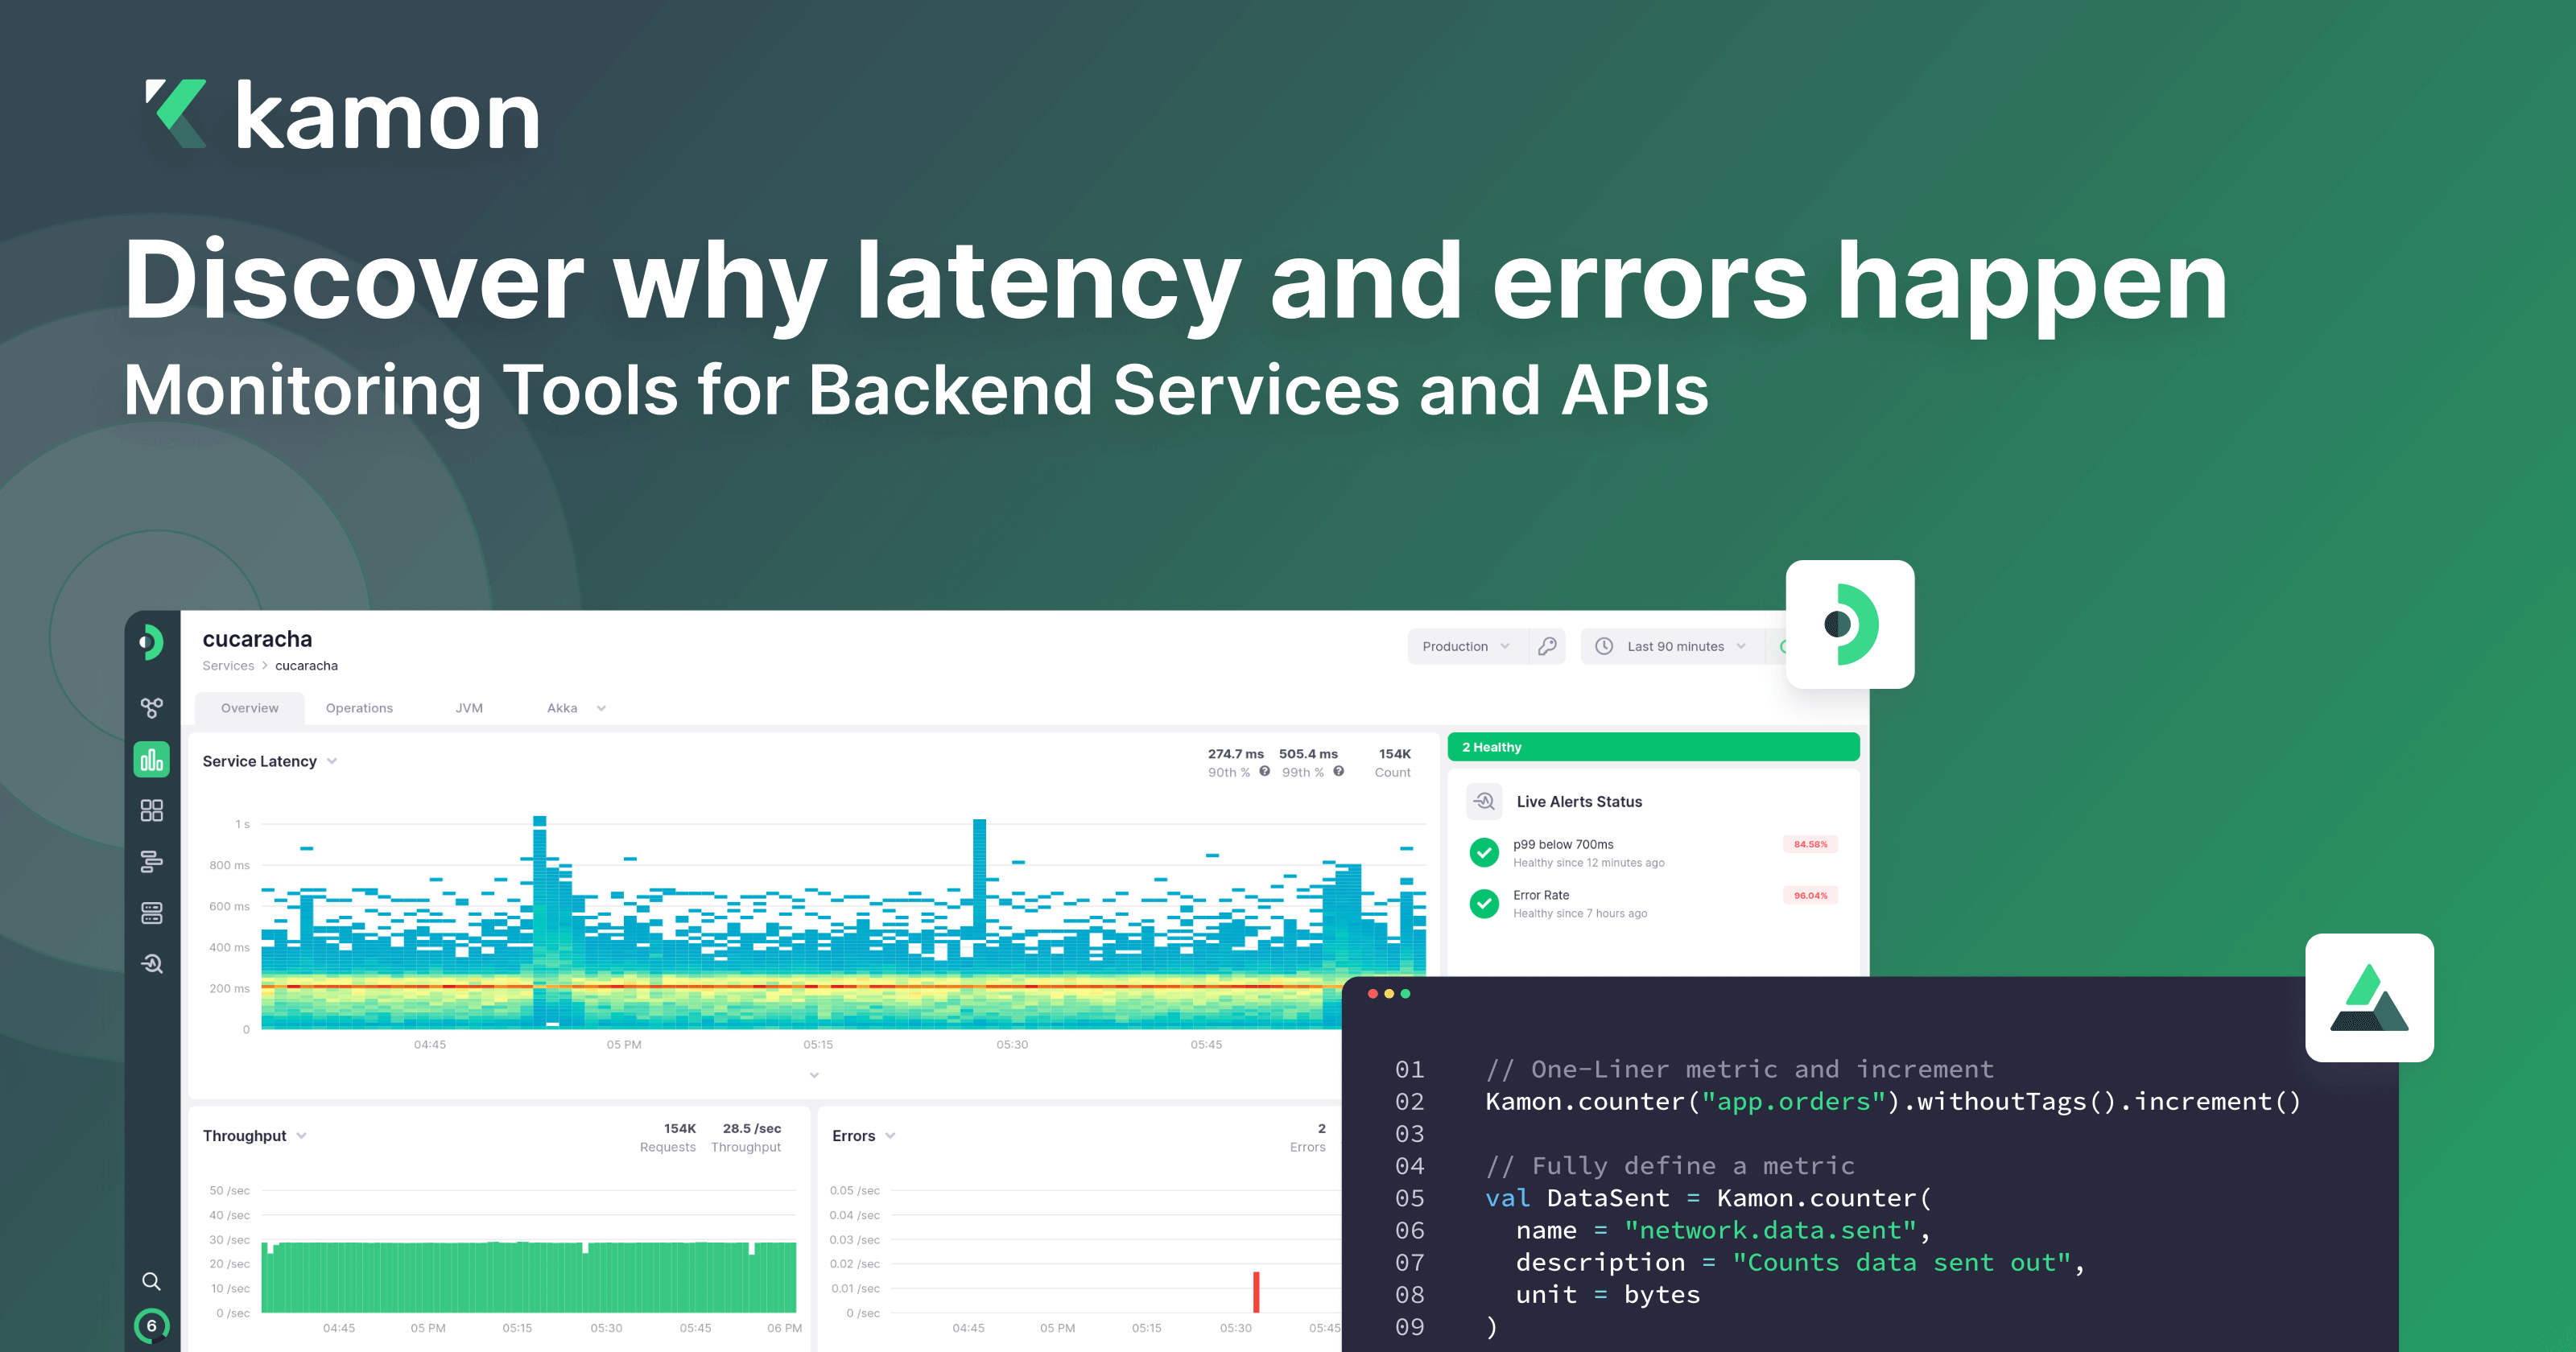 kamon
Discover why latency and errors happen
Monitoring Tools for Backend Services and APIs
cucaracha
Services > cucaracha
Production
Last 90 minutes
Overview
Operations
JVM
Akka
Service Latency
274.7 ms 505.4 ms 154K
90th % ? 99th % ? Count
1 s
800 ms
600 ms
400 ms
200 ms
0
04:45 05 PM 05:15 05:30 05:45
2 Healthy
Live Alerts Status
p99 below 700ms
84.58%
Healthy since 12 minutes ago
Error Rate
96.04%
Healthy since 7 hours ago
Throughput
154K 28.5 /sec
Requests Throughput
50 /sec
40 /sec
30 /sec
20 /sec
10 /sec
0 /sec
04:45 05 PM 05:15 05:30 05:45 06 PM
Errors
2
Errors
0.05 /sec
0.04 /sec
0.03 /sec
0.02 /sec
0.01 /sec
0 /sec
04:45 05 PM 05:15 05:30 05:45
6
01 // One-Liner metric and increment
02 Kamon.counter("app.orders").withoutTags().increment()
03
04 // Fully define a metric
05 val DataSent = Kamon.counter(
06 name = "network.data.sent",
07 description = "Counts data sent out",
08 unit = bytes
09 )